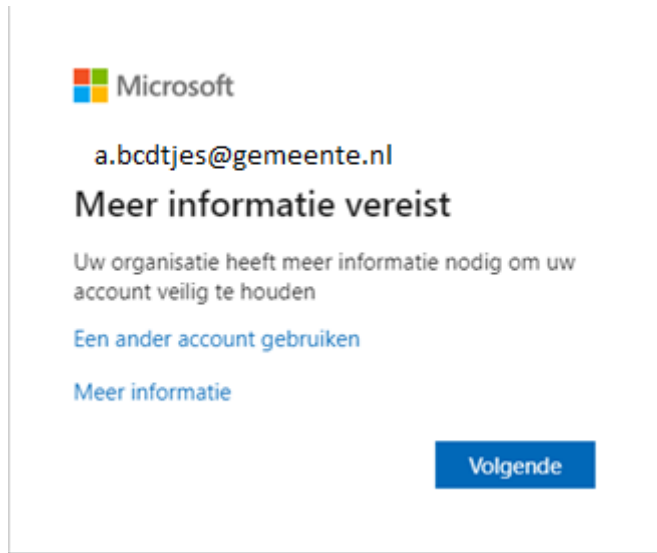 Microsoft
a.bcdtjes@gemeente.nl
Meer informatie vereist
Uw organisatie heeft meer informatie nodig om uw
account veilig te houden
Een ander account gebruiken
Meer informatie
Volgende